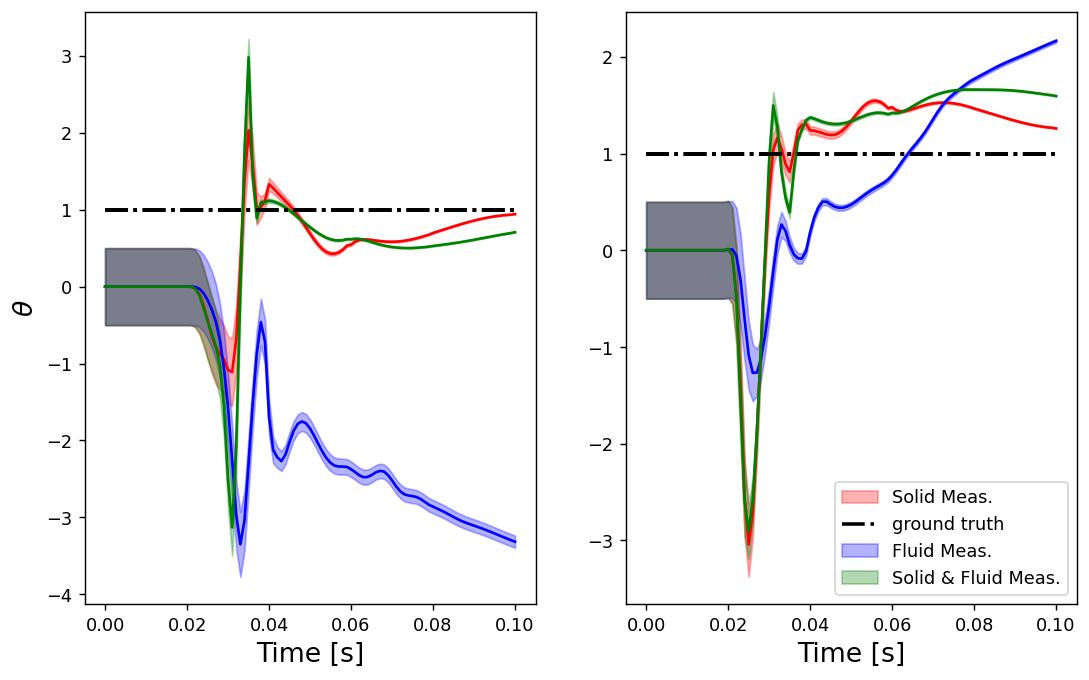 3
2
1
0
−1
−2
−3
−4
θ
0.00 0.02 0.04 0.06 0.08 0.10
Time [s]
2
1
0
−1
−2
−3
0.00 0.02 0.04 0.06 0.08 0.10
Time [s]
Solid Meas.
ground truth
Fluid Meas.
Solid & Fluid Meas.